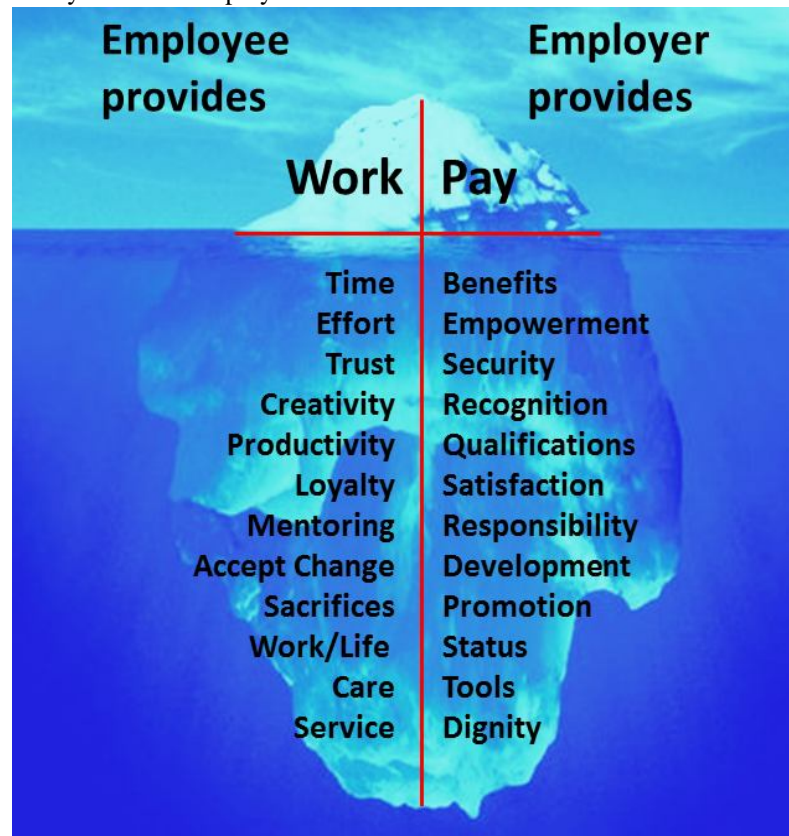 Employee
provides
Employer
provides
Work Pay
Time Benefits
Effort Empowerment
Trust Security
Creativity Recognition
Productivity Qualifications
Loyalty Satisfaction
Mentoring Responsibility
Accept Change Development
Sacrifices Promotion
Work/Life Status
Care Tools
Service Dignity